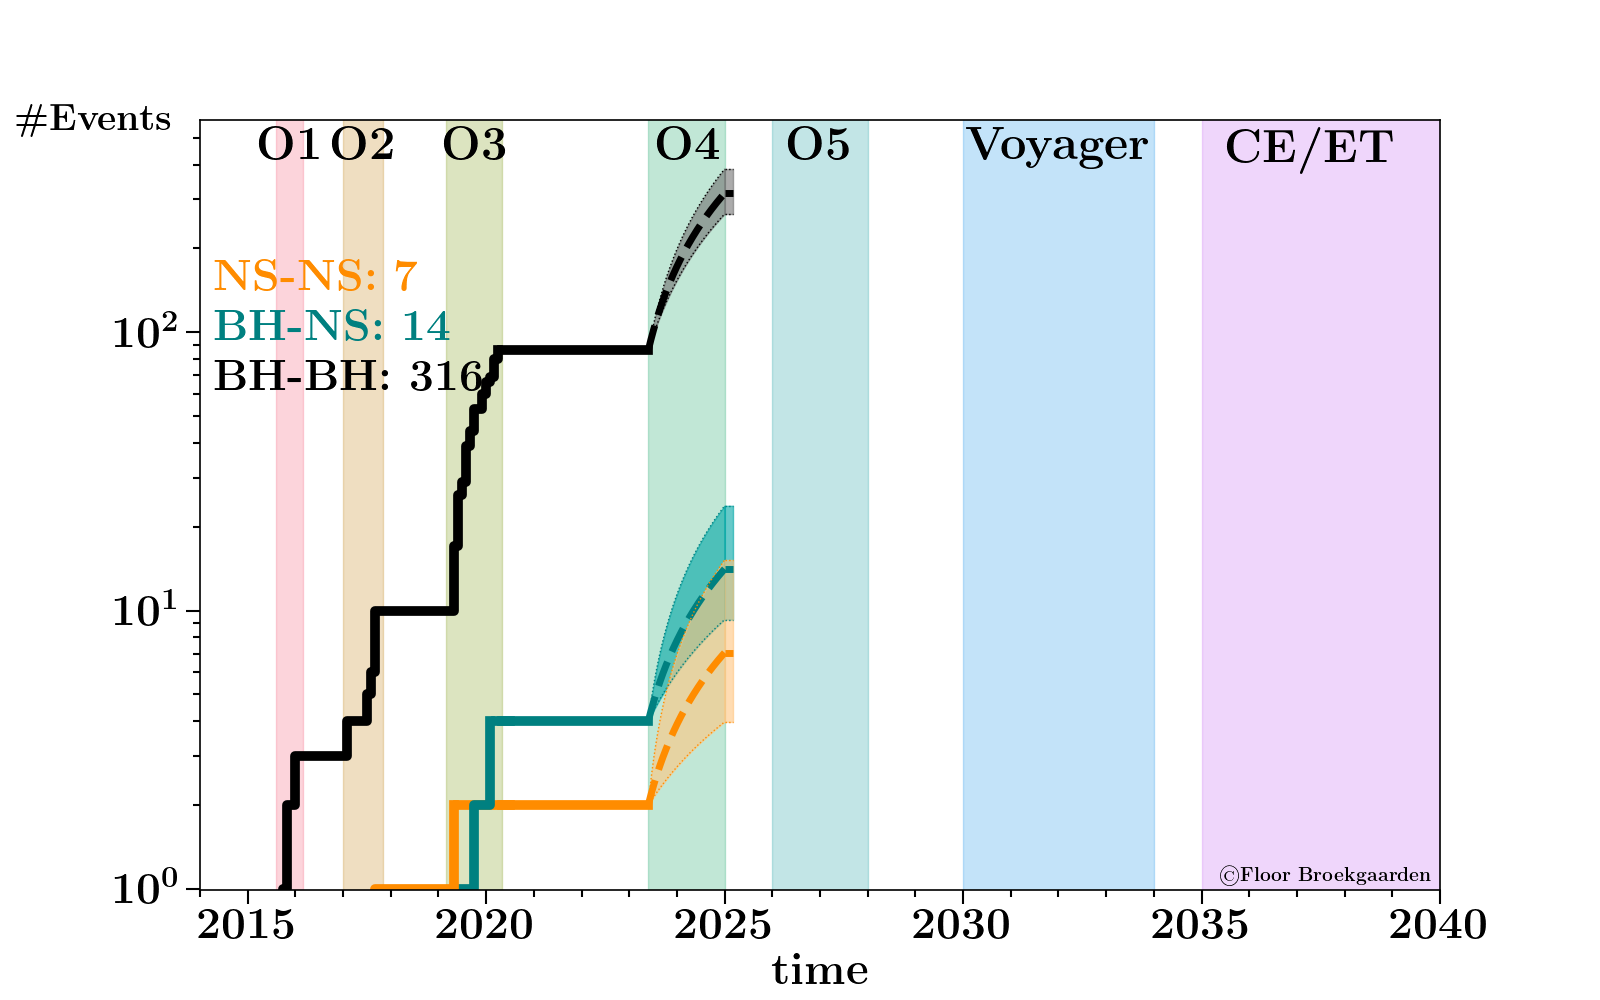 #Events
O1 O2 O3 O4 O5 Voyager CE/ET
NS-NS: 7
BH-NS: 14
BH-BH: 316
10²
10¹
10⁰
©Floor Broekgaarden
2015 2020 2025 2030 2035 2040
time